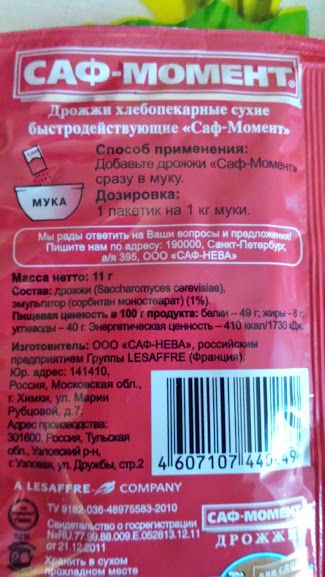 САФ-МОМЕНТ®
Дрожжи хлебопекарные сухие
быстродействующие «Саф-Момент»
Способ применения:
Добавьте дрожжи «Саф-Момент»
сразу в муку.
МУКА
Дозировка:
1 пакетик на 1 кг муки.
Мы рады ответить на Ваши вопросы и предложения!
Пишите нам по адресу: 190000, Санкт-Петербург,
а/я 395, ООО «САФ-НЕВА»
Масса нетто: 11 г
Состав: дрожжи (Saccharomyces cerevisiae),
эмульгатор (сорбитан моностеарат) (1%).
Пищевая ценность в 100 г продукта: белки – 49 г; жиры – 6 г;
углеводы – 40 г. Энергетическая ценность – 410 ккал/1730 кДж.
Изготовитель: ООО «САФ-НЕВА», российским
предприятием Группы LESAFFRE (Франция).
Юр. адрес: 141410,
Россия, Московская обл.,
г. Химки, ул. Марии
Рубцовой, д.7.
Адрес производства:
301600, Россия, Тульская
обл., Узловский р-н,
г. Узловая, ул. Дружбы, стр.2
4 607107 44
A LESAFFRE COMPANY
ТУ 9182-036-48975583-2010
Свидетельство о госрегистрации
№RU.77.99.88.009.Е.052813.12.11
от 21.12.2011
Хранить в сухом
прохладном месте
САФ-МОМЕНТ
ДРОЖЖИ